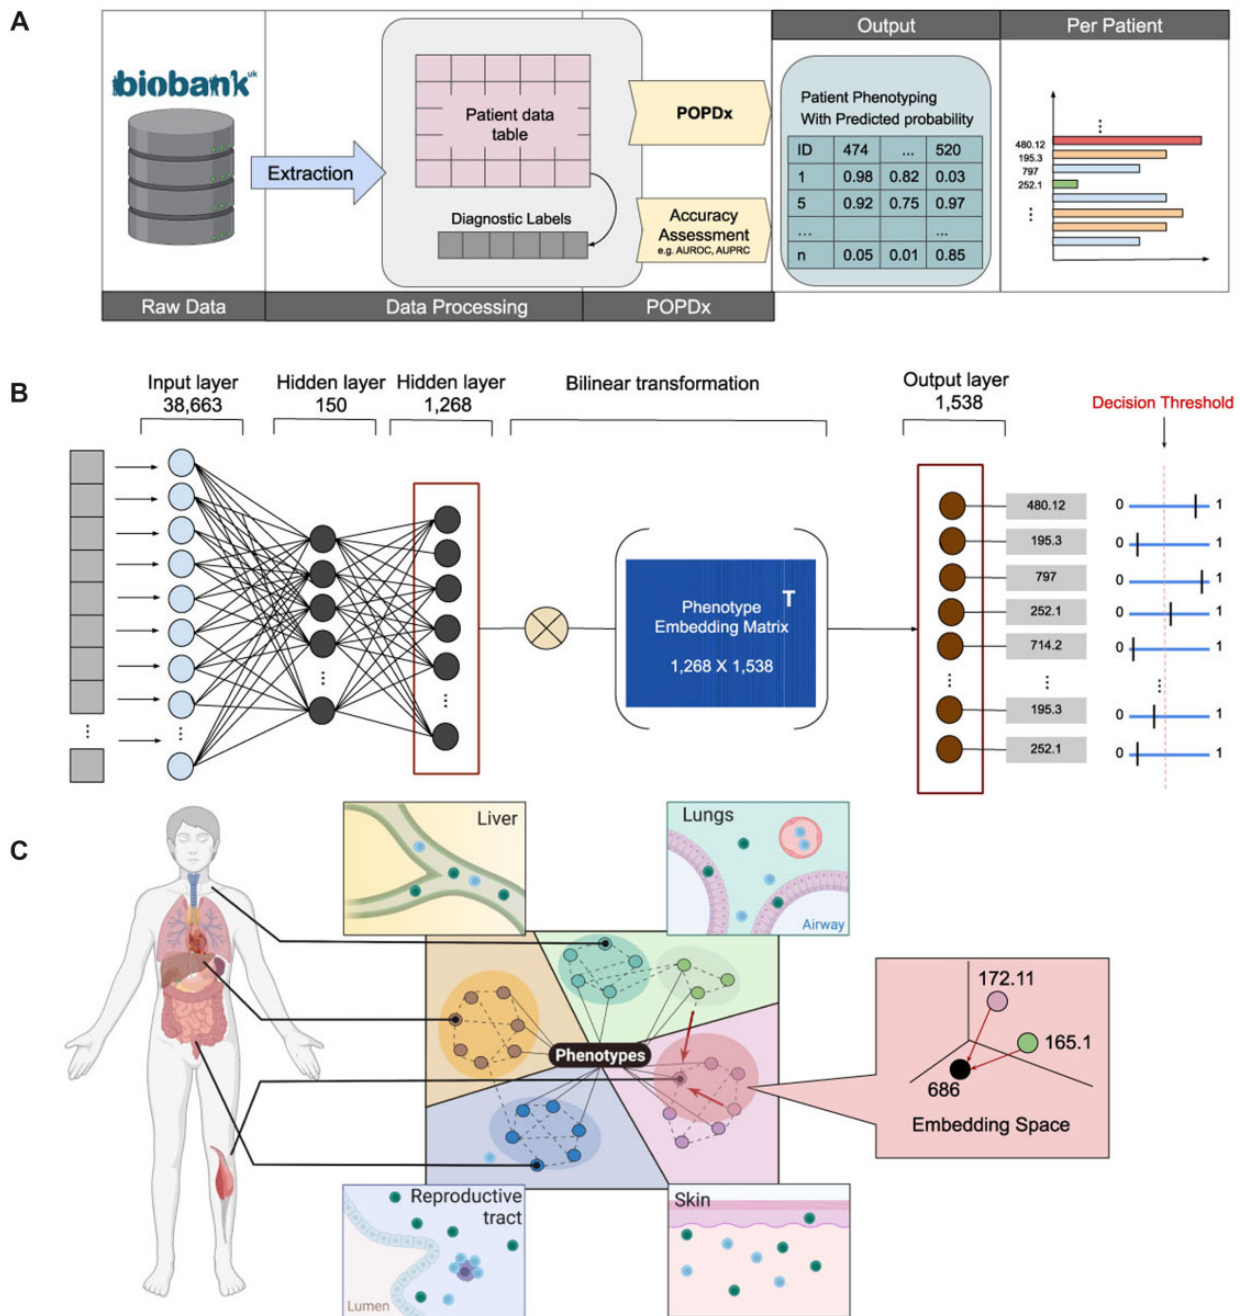 A
Output
Per Patient
biobank uk
Extraction
Patient data
table
Diagnostic Labels
POPDx
Accuracy
Assessment
e.g. AUROC, AUPRC
Patient Phenotyping
With Predicted probability
ID 474 ... 520
1 0.98 0.82 0.03
5 0.92 0.75 0.97
... ...
n 0.05 0.01 0.85
...
480.12
195.3
797
252.1
...
Raw Data
Data Processing
POPDx
B
Input layer
38,663
Hidden layer
150
Hidden layer
1,268
Bilinear transformation
Output layer
1,538
Decision Threshold
Phenotype
Embedding Matrix T
1,268 X 1,538
480.12 0 1
195.3 0 1
797 0 1
252.1 0 1
714.2 0 1
...
195.3 0 1
252.1 0 1
C
Liver
Lungs
Airway
Phenotypes
172.11
165.1
686
Embedding Space
Reproductive
tract
Lumen
Skin